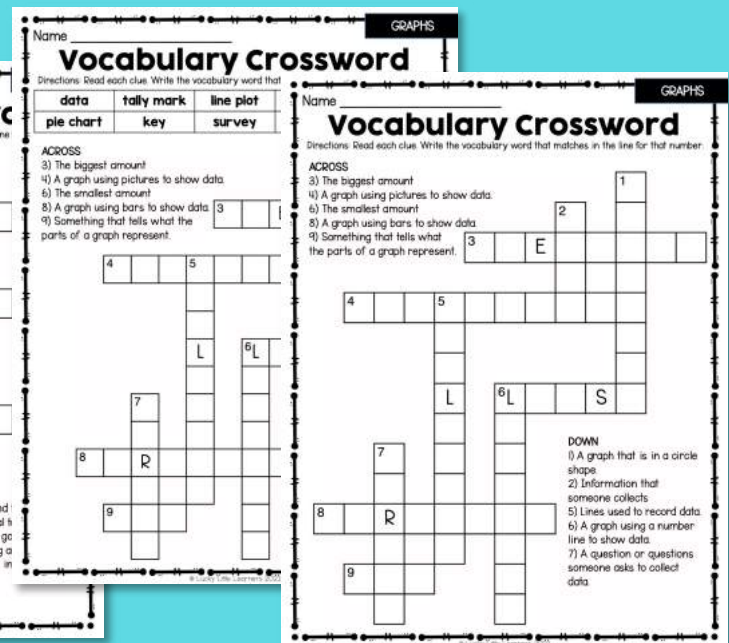 GRAPHS
Name
Vocabulary Crossword
Directions: Read each clue. Write the vocabulary word that
data tally mark line plot
pie chart key survey
ACROSS
3) The biggest amount
4) A graph using pictures to show data.
6) The smallest amount
8) A graph using bars to show data.
9) Something that tells what the
parts of a graph represent.
3
4 5
L 6L
7
8 R
9
© Lucky Little Learners 202
GRAPHS
Name
Vocabulary Crossword
Directions: Read each clue. Write the vocabulary word that matches in the line for that number.
ACROSS
3) The biggest amount
4) A graph using pictures to show data.
6) The smallest amount
8) A graph using bars to show data.
9) Something that tells what
the parts of a graph represent.
1
2
3 E
4 5
L 6L S
7
8 R
9
DOWN
1) A graph that is in a circle
shape.
2) Information that
someone collects
5) Lines used to record data.
6) A graph using a number
line to show data.
7) A question or questions
someone asks to collect
data.